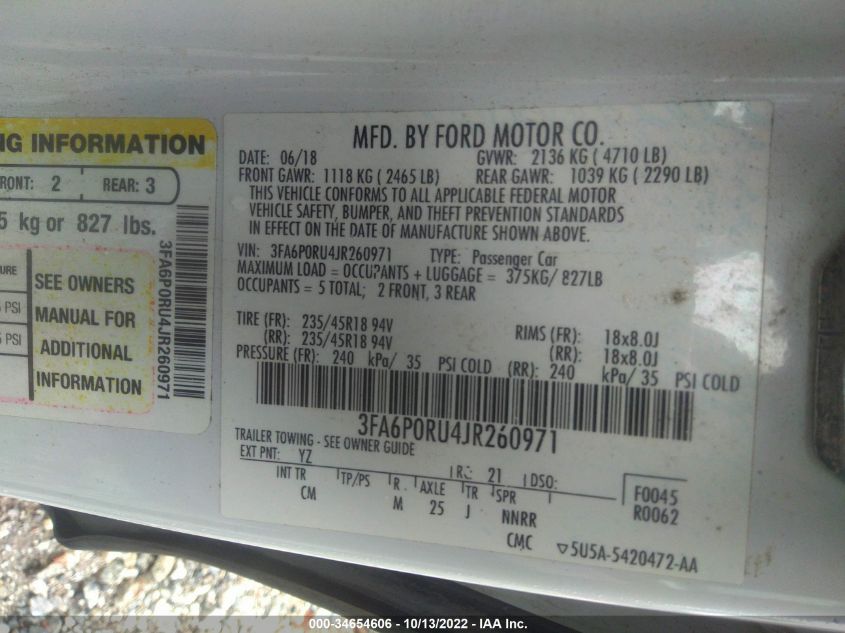 NG INFORMATION
FRONT: 2 REAR: 3
5 kg or 827 lbs.
SEE OWNERS
MANUAL FOR
ADDITIONAL
INFORMATION
PSI
PSI
3FA6P0RU4JR260971
MFD. BY FORD MOTOR CO.
DATE: 06/18 GVWR: 2136 KG ( 4710 LB)
FRONT GAWR: 1118 KG ( 2465 LB) REAR GAWR: 1039 KG ( 2290 LB)
THIS VEHICLE CONFORMS TO ALL APPLICABLE FEDERAL MOTOR
VEHICLE SAFETY, BUMPER, AND THEFT PREVENTION STANDARDS
IN EFFECT ON THE DATE OF MANUFACTURE SHOWN ABOVE.
VIN: 3FA6P0RU4JR260971 TYPE: Passenger Car
MAXIMUM LOAD = OCCUPANTS + LUGGAGE = 375KG/ 827LB
OCCUPANTS = 5 TOTAL; 2 FRONT, 3 REAR
TIRE (FR): 235/45R18 94V RIMS (FR): 18x8.0J
(RR): 235/45R18 94V (RR): 18x8.0J
PRESSURE (FR): 240 kPa/ 35 PSI COLD (RR): 240 kPa/ 35 PSI COLD
3FA6P0RU4JR260971
TRAILER TOWING - SEE OWNER GUIDE
EXT PNT: YZ RC: 21 DSO:
INT TR TP/PS R AXLE TR SPR F0045
CM M 25 J NNRR R0062
CMC ▽5U5A-5420472-AA
000-34654606 - 10/13/2022 - IAA Inc.